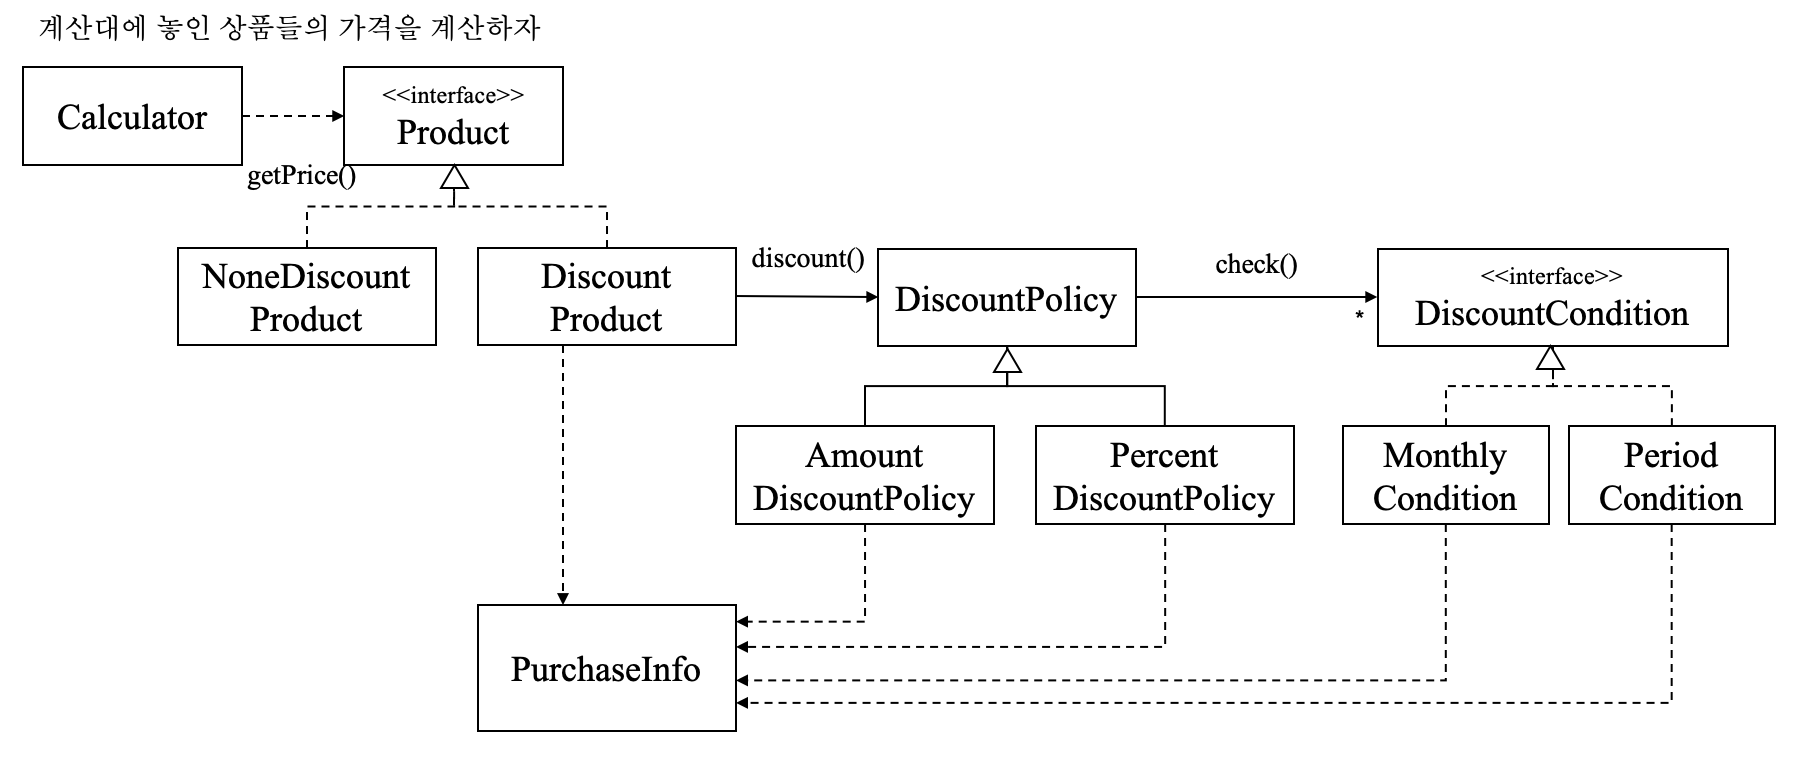 계산대에 놓인 상품들의 가격을 계산하자
Calculator
<<interface>>
Product
getPrice()
NoneDiscount
Product
Discount
Product
discount()
DiscountPolicy
check()
*
<<interface>>
DiscountCondition
Amount
DiscountPolicy
Percent
DiscountPolicy
Monthly
Condition
Period
Condition
PurchaseInfo